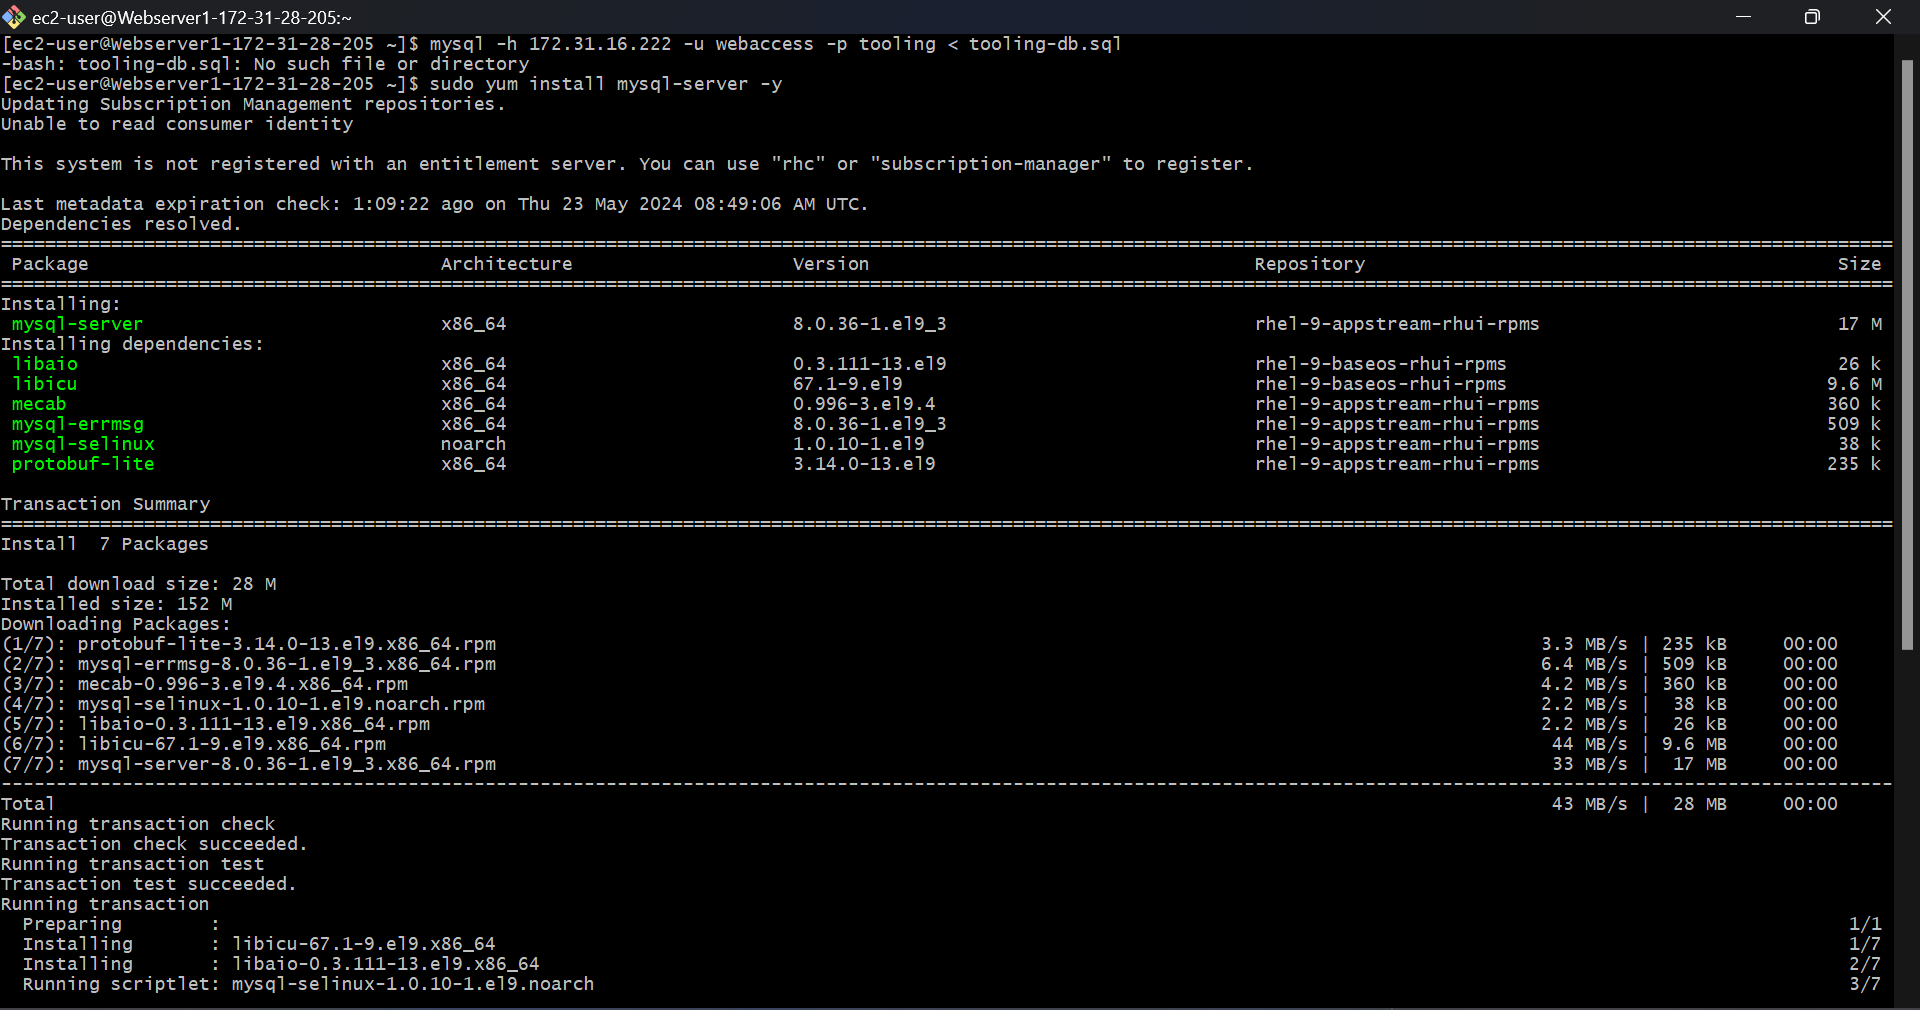 ec2-user@Webserver1-172-31-28-205:~
[ec2-user@Webserver1-172-31-28-205 ~]$ mysql -h 172.31.16.222 -u webaccess -p tooling < tooling-db.sql
-bash: tooling-db.sql: No such file or directory
[ec2-user@Webserver1-172-31-28-205 ~]$ sudo yum install mysql-server -y
Updating Subscription Management repositories.
Unable to read consumer identity
This system is not registered with an entitlement server. You can use "rhc" or "subscription-manager" to register.
Last metadata expiration check: 1:09:22 ago on Thu 23 May 2024 08:49:06 AM UTC.
Dependencies resolved.
Package Architecture Version Repository Size
Installing:
mysql-server x86_64 8.0.36-1.el9_3 rhel-9-appstream-rhui-rpms 17 M
Installing dependencies:
libaio x86_64 0.3.111-13.el9 rhel-9-baseos-rhui-rpms 26 k
libicu x86_64 67.1-9.el9 rhel-9-baseos-rhui-rpms 9.6 M
mecab x86_64 0.996-3.el9.4 rhel-9-appstream-rhui-rpms 360 k
mysql-errmsg x86_64 8.0.36-1.el9_3 rhel-9-appstream-rhui-rpms 509 k
mysql-selinux noarch 1.0.10-1.el9 rhel-9-appstream-rhui-rpms 38 k
protobuf-lite x86_64 3.14.0-13.el9 rhel-9-appstream-rhui-rpms 235 k
Transaction Summary
Install 7 Packages
Total download size: 28 M
Installed size: 152 M
Downloading Packages:
(1/7): protobuf-lite-3.14.0-13.el9.x86_64.rpm 3.3 MB/s | 235 kB 00:00
(2/7): mysql-errmsg-8.0.36-1.el9_3.x86_64.rpm 6.4 MB/s | 509 kB 00:00
(3/7): mecab-0.996-3.el9.4.x86_64.rpm 4.2 MB/s | 360 kB 00:00
(4/7): mysql-selinux-1.0.10-1.el9.noarch.rpm 2.2 MB/s | 38 kB 00:00
(5/7): libaio-0.3.111-13.el9.x86_64.rpm 2.2 MB/s | 26 kB 00:00
(6/7): libicu-67.1-9.el9.x86_64.rpm 44 MB/s | 9.6 MB 00:00
(7/7): mysql-server-8.0.36-1.el9_3.x86_64.rpm 33 MB/s | 17 MB 00:00
Total 43 MB/s | 28 MB 00:00
Running transaction check
Transaction check succeeded.
Running transaction test
Transaction test succeeded.
Running transaction
Preparing : 1/1
Installing : libicu-67.1-9.el9.x86_64 1/7
Installing : libaio-0.3.111-13.el9.x86_64 2/7
Running scriptlet: mysql-selinux-1.0.10-1.el9.noarch 3/7